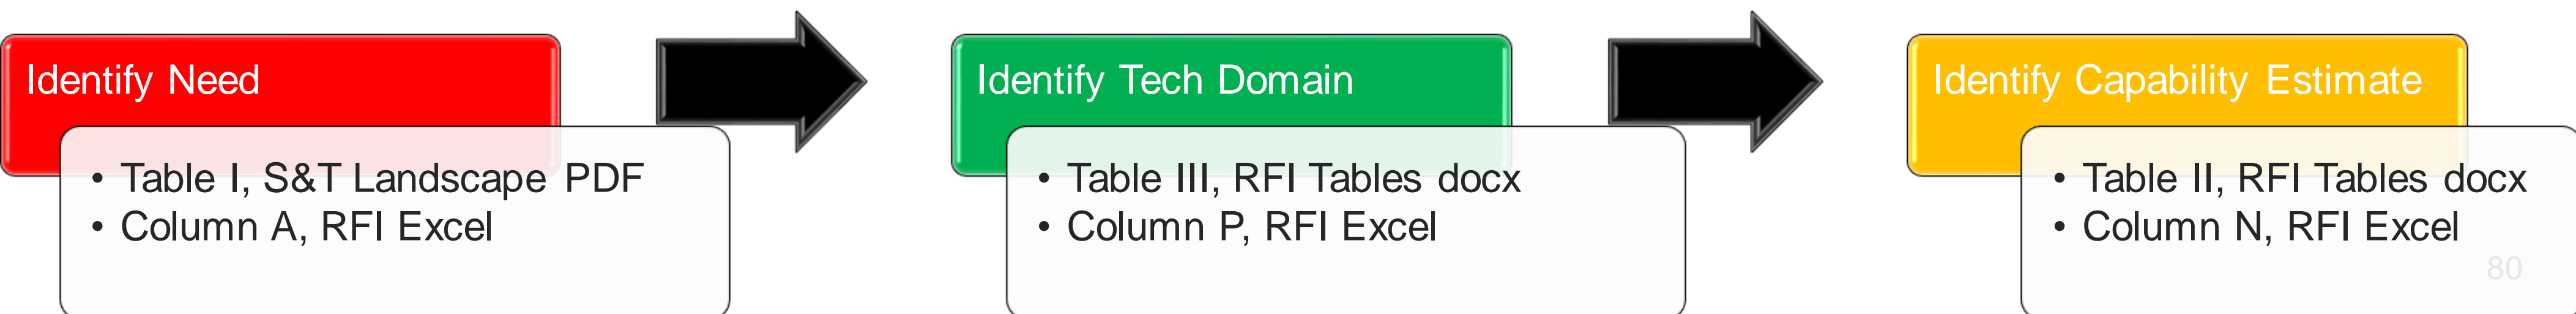 Identify Need
• Table I, S&T Landscape PDF
• Column A, RFI Excel
Identify Tech Domain
• Table III, RFI Tables docx
• Column P, RFI Excel
Identify Capability Estimate
• Table II, RFI Tables docx
• Column N, RFI Excel
80